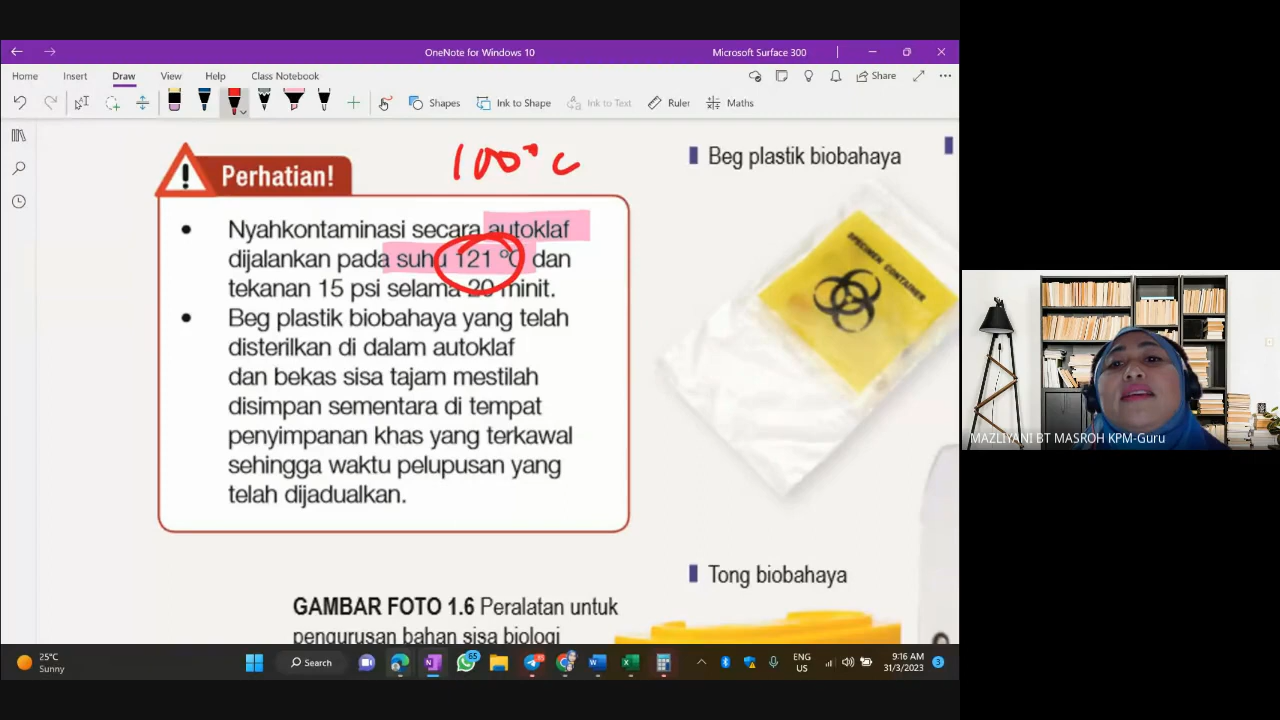 OneNote for Windows 10
Microsoft Surface 300
Home Insert Draw View Help Class Notebook
Share
Shapes Ink to Shape Ink to Text Ruler Maths
100°C
Perhatian!
Nyahkontaminasi secara autoklaf
dijalankan pada suhu 121 °C dan
tekanan 15 psi selama 20 minit.
Beg plastik biobahaya yang telah
disterilkan di dalam autoklaf
dan bekas sisa tajam mestilah
disimpan sementara di tempat
penyimpanan khas yang terkawal
sehingga waktu pelupusan yang
telah dijadualkan.
GAMBAR FOTO 1.6 Peralatan untuk
pengurusan bahan sisa biologi
Beg plastik biobahaya
SPECIMEN CONTAINER
Tong biobahaya
MAZLIYANI BT MASROH KPM-Guru
25°C
Sunny
Search
65
ENG
US
9:16 AM
31/3/2023
3